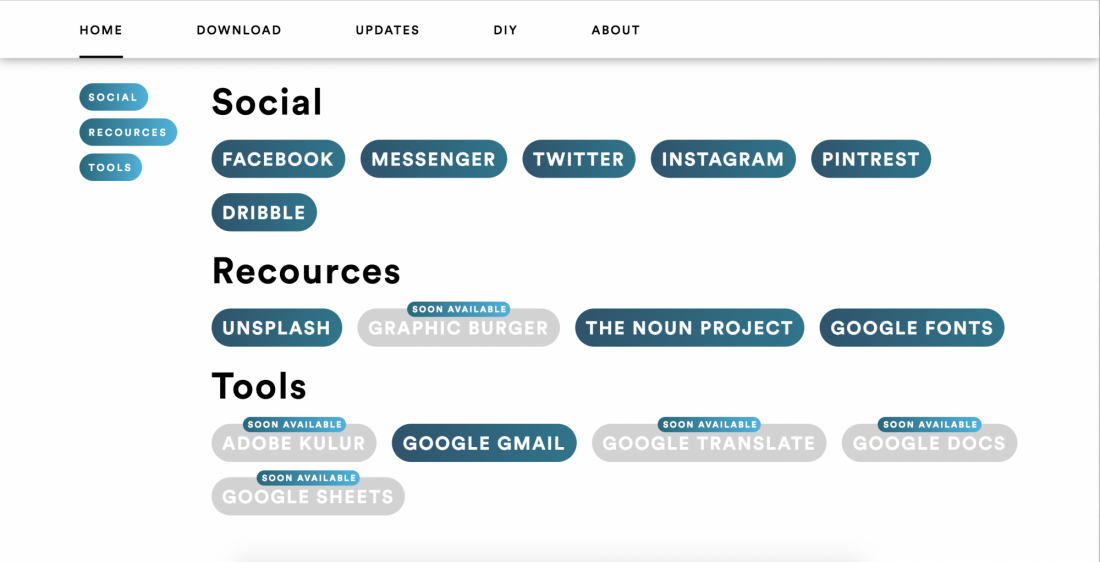 HOME DOWNLOAD UPDATES DIY ABOUT
SOCIAL
RECOURCES
TOOLS
Social
FACEBOOK MESSENGER TWITTER INSTAGRAM PINTREST
DRIBBLE
Recources
SOON AVAILABLE
UNSPLASH GRAPHIC BURGER THE NOUN PROJECT GOOGLE FONTS
Tools
SOON AVAILABLE SOON AVAILABLE SOON AVAILABLE
ADOBE KULUR GOOGLE GMAIL GOOGLE TRANSLATE GOOGLE DOCS
SOON AVAILABLE
GOOGLE SHEETS